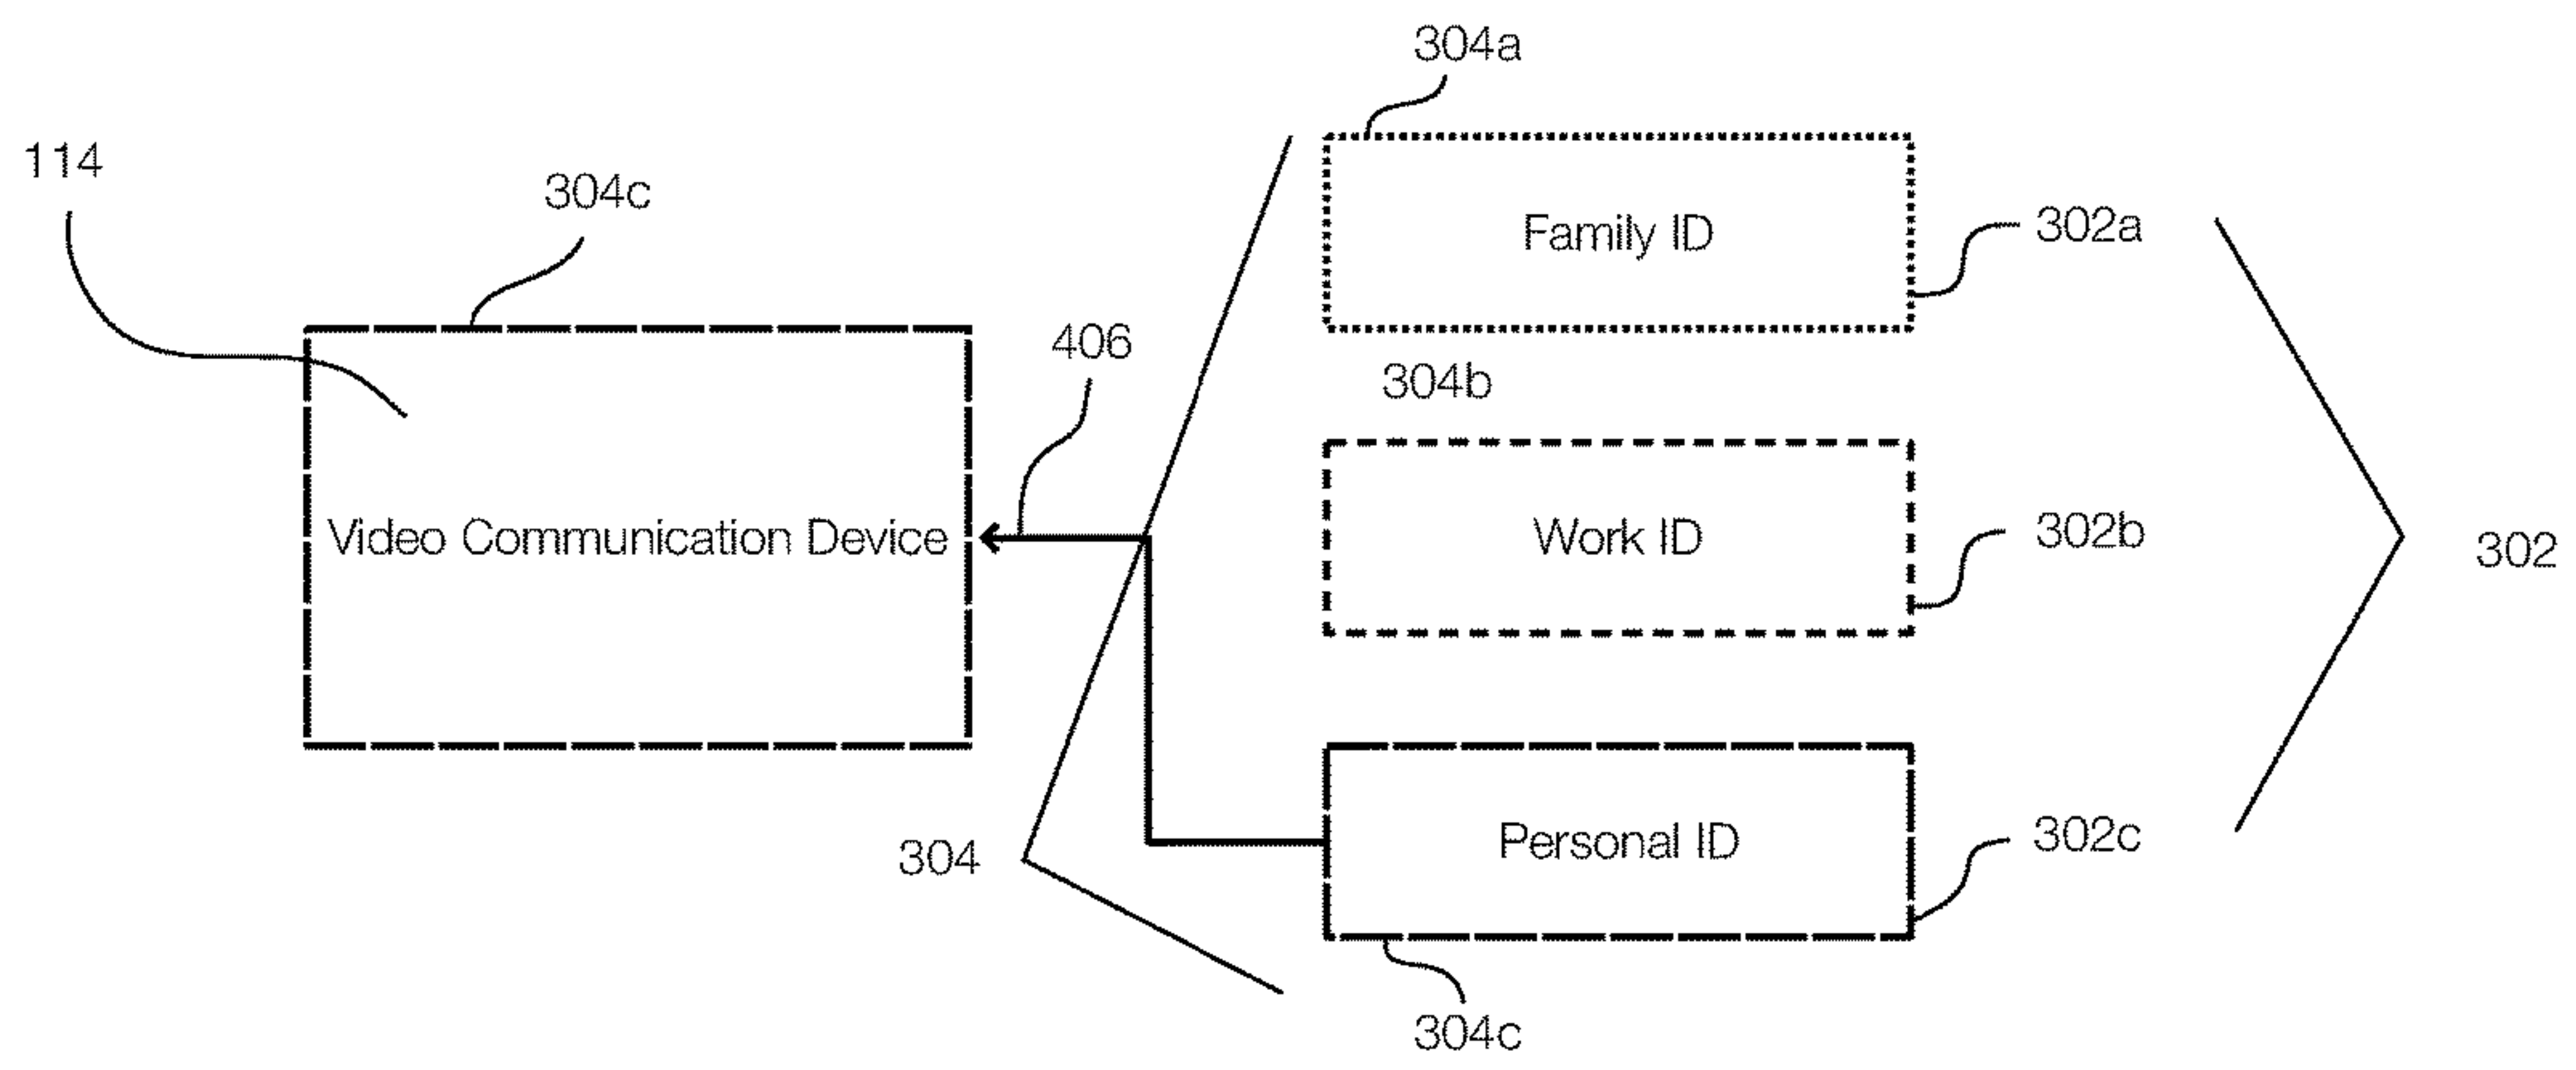 304a
114
304c
Family ID
302a
406
304b
Video Communication Device
Work ID
302b
302
304
Personal ID
302c
304c